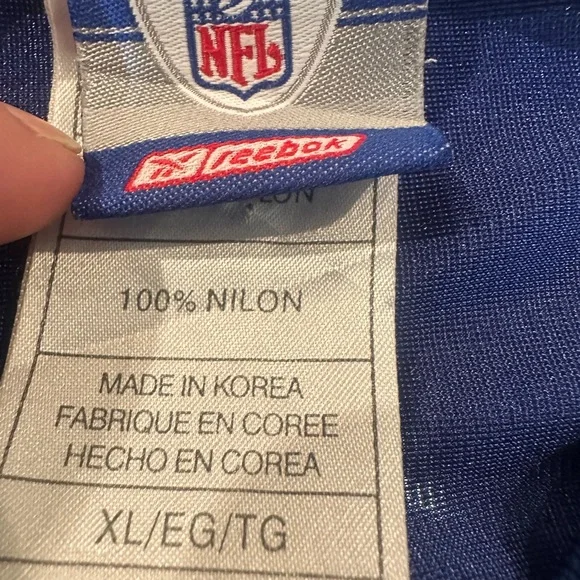 NFL
reebok
100% NILON
MADE IN KOREA
FABRIQUE EN COREE
HECHO EN COREA
XL/EG/TG